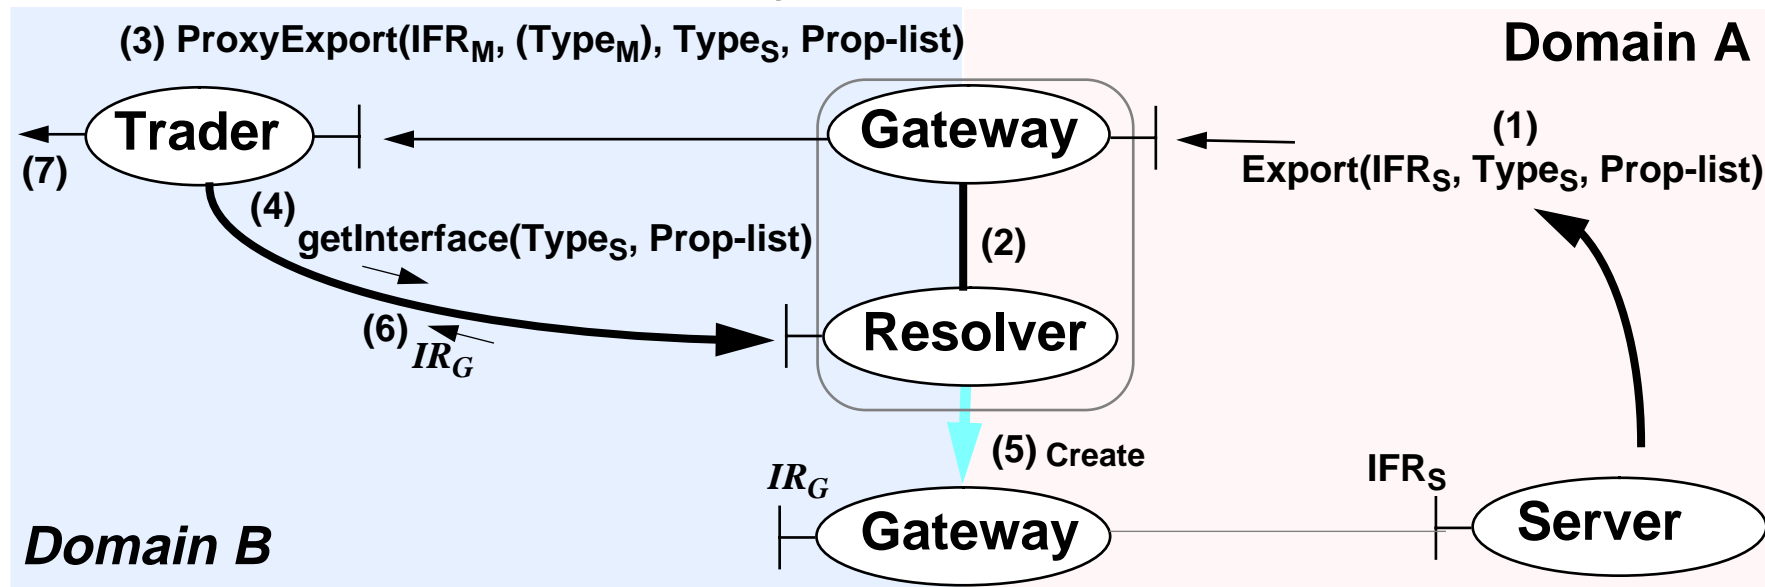 (3) ProxyExport(IFRM, (TypeM), TypeS, Prop-list)
Domain A
Trader
Gateway
(1)
Export(IFRS, TypeS, Prop-list)
(7)
(4)
getInterface(TypeS, Prop-list)
(2)
(6)
IRG
Resolver
(5) Create
IRG
IFRS
Gateway
Server
Domain B